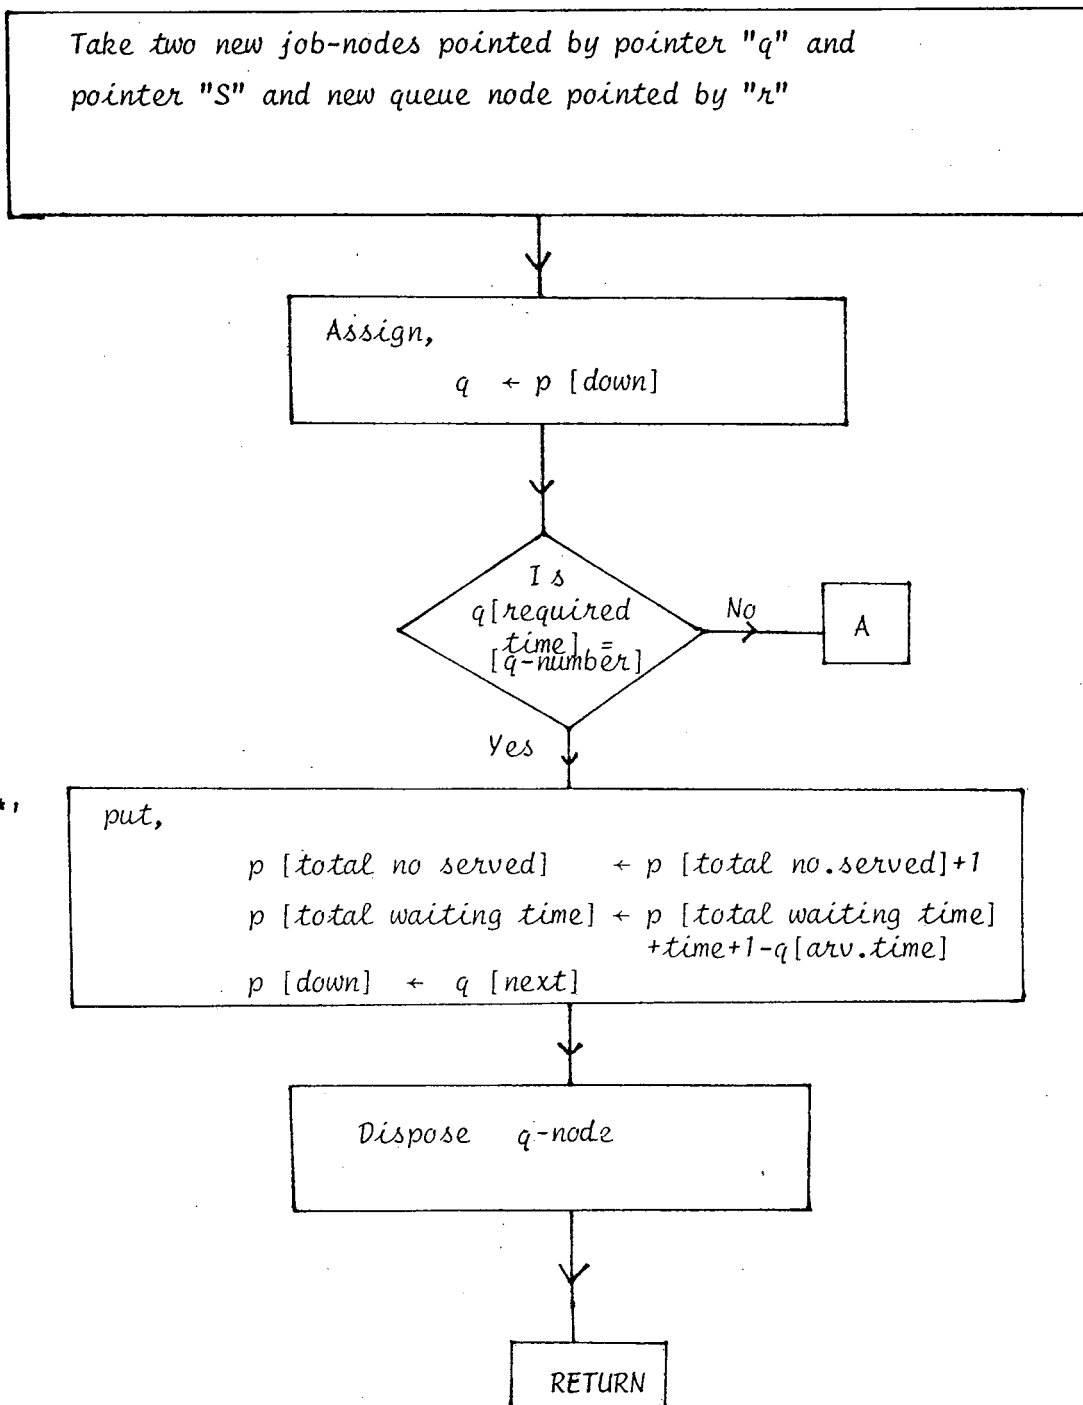 Take two new job-nodes pointed by pointer "q" and
pointer "S" and new queue node pointed by "r"
Assign,
q ← p [down]
Is
q[required
time] =
[q-number]
No
A
Yes
put,
p [total no served] ← p [total no.served]+1
p [total waiting time] ← p [total waiting time]
+time+1-q[arv.time]
p [down] ← q [next]
Dispose q-node
RETURN